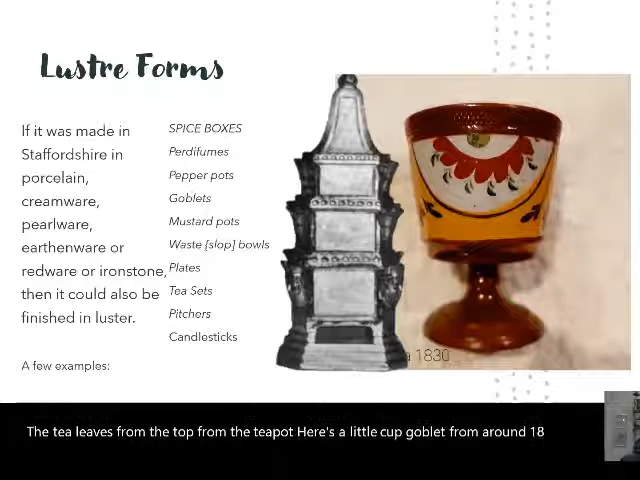 Lustre Forms
If it was made in
Staffordshire in
porcelain,
creamware,
pearlware,
earthenware or
redware or ironstone,
then it could also be
finished in luster.
A few examples:
SPICE BOXES
Perdifumes
Pepper pots
Goblets
Mustard pots
Waste {slop} bowls
Plates
Tea Sets
Pitchers
Candlesticks
a 1830
The tea leaves from the top from the teapot Here's a little cup goblet from around 18